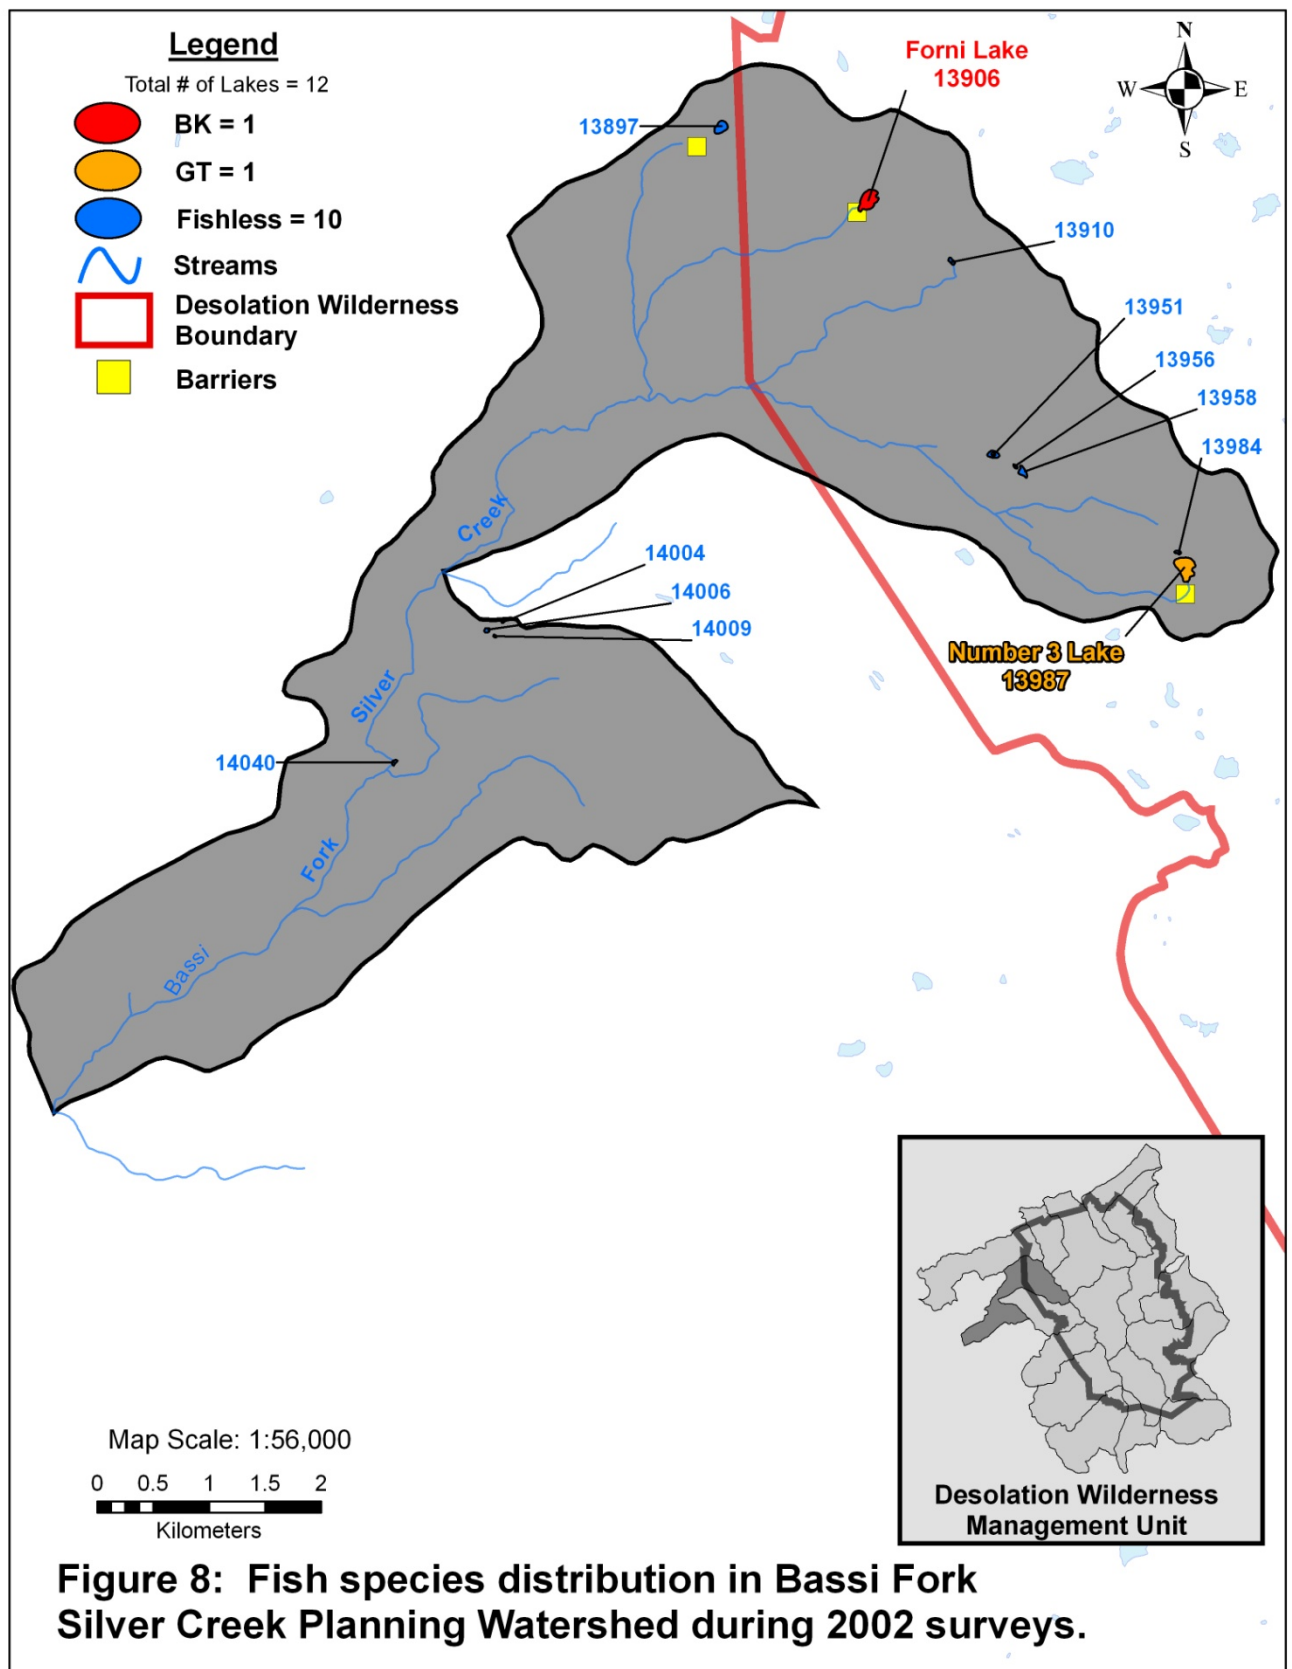 Legend
Total # of Lakes = 12
BK = 1
GT = 1
Fishless = 10
Streams
Desolation Wilderness
Boundary
Barriers
N
W
E
S
Forni Lake
13906
13897
13910
13951
13956
13958
13984
Number 3 Lake
13987
14004
14006
14009
14040
Creek
Silver
Fork
Bassi
Map Scale: 1:56,000
0 0.5 1 1.5 2
Kilometers
Desolation Wilderness
Management Unit
Figure 8: Fish species distribution in Bassi Fork
Silver Creek Planning Watershed during 2002 surveys.